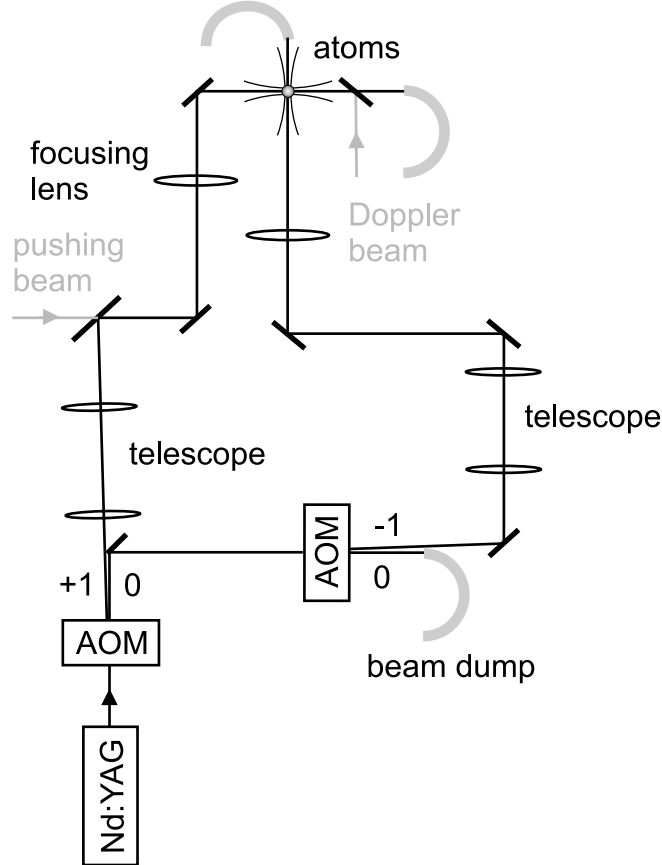 atoms
focusing
lens
Doppler
beam
pushing
beam
telescope
telescope
-1
AOM
0
+1
0
AOM
beam dump
Nd:YAG